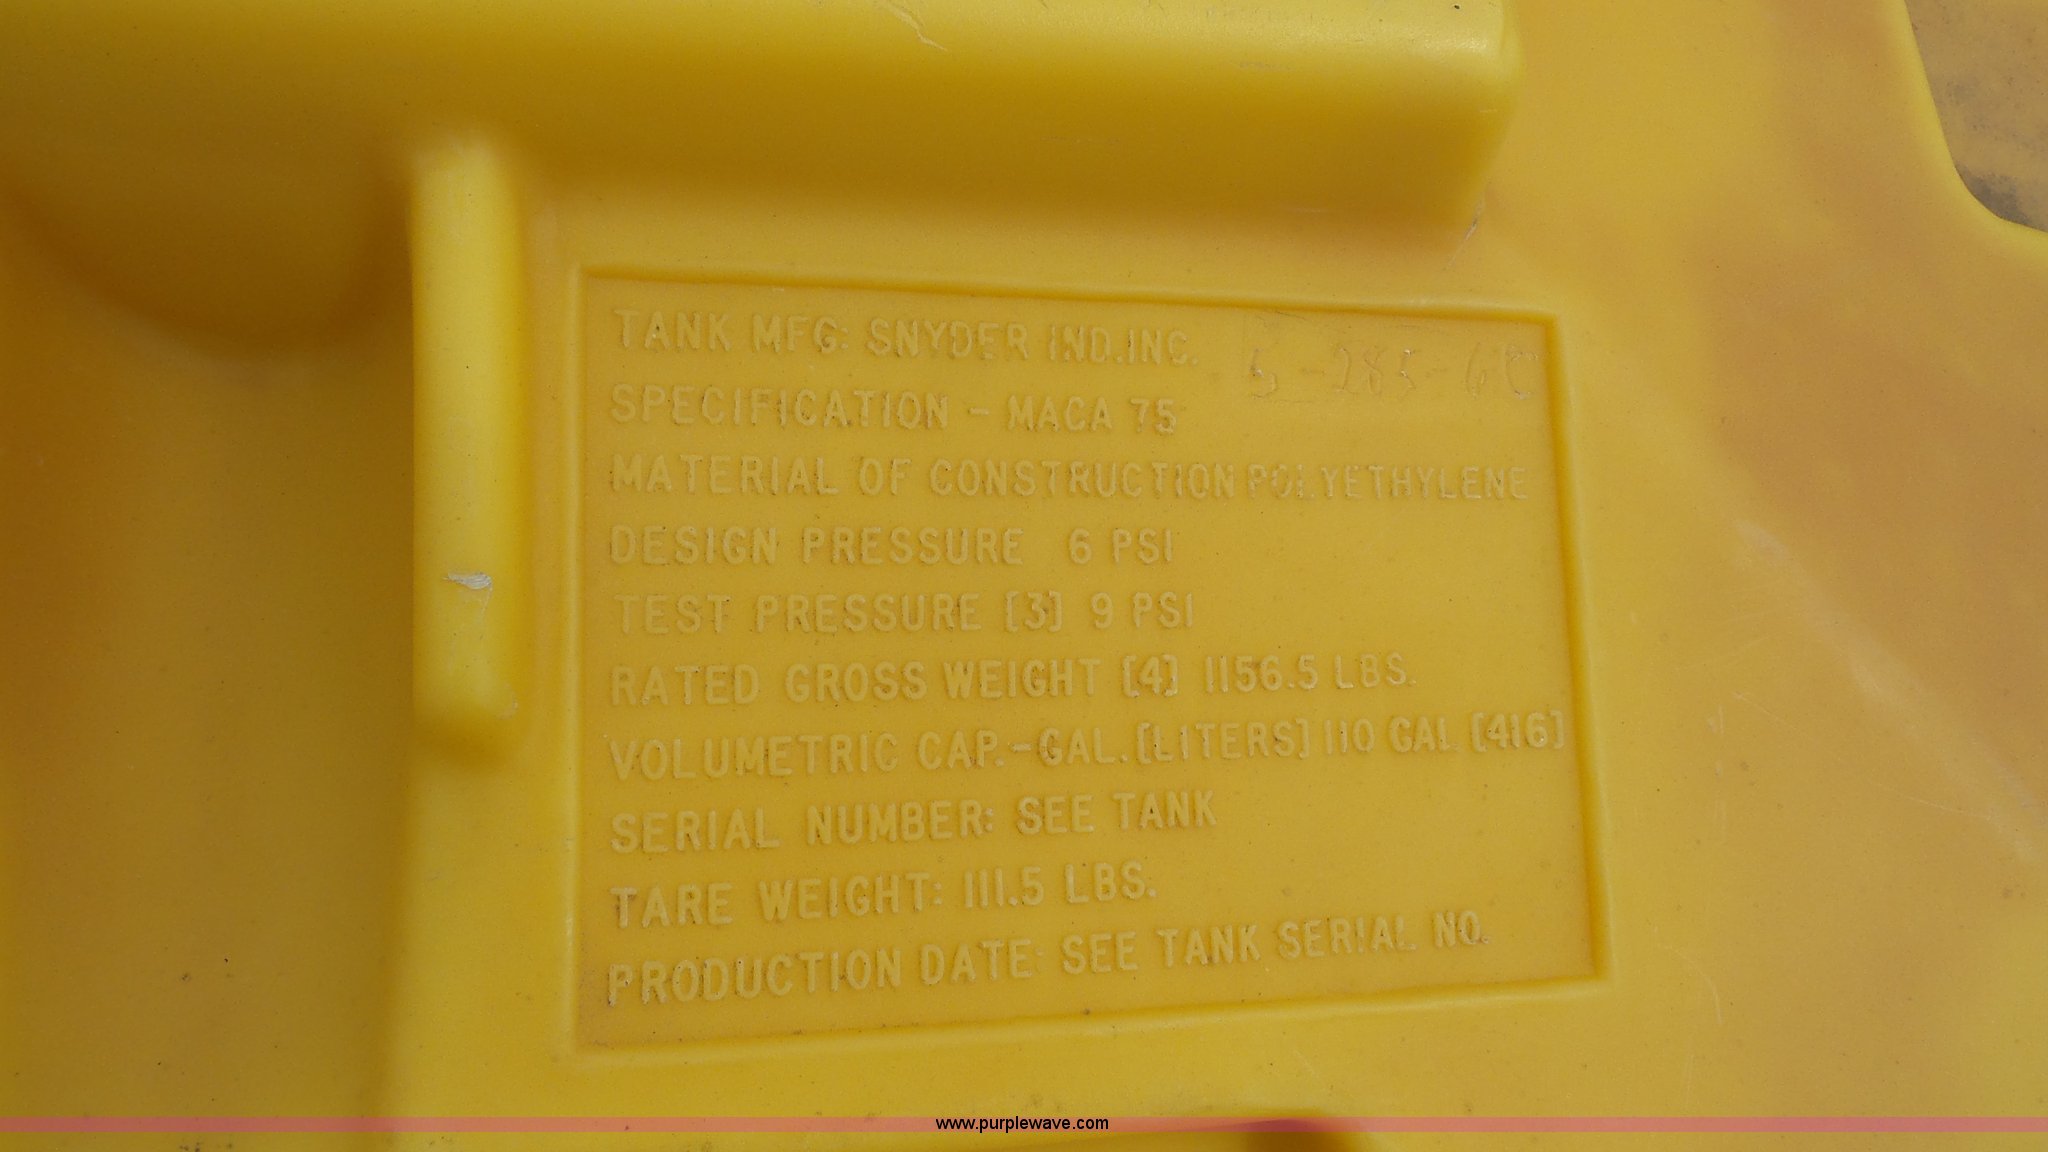 TANK MFG: SNYDER IND.INC.
SPECIFICATION - MACA 75
MATERIAL OF CONSTRUCTION POLYETHYLENE
DESIGN PRESSURE 6 PSI
TEST PRESSURE [3] 9 PSI
RATED GROSS WEIGHT [4] 1156.5 LBS.
VOLUMETRIC CAP.-GAL.[LITERS] 110 GAL [416]
SERIAL NUMBER: SEE TANK
TARE WEIGHT: 111.5 LBS.
PRODUCTION DATE: SEE TANK SERIAL NO.
www.purplewave.com